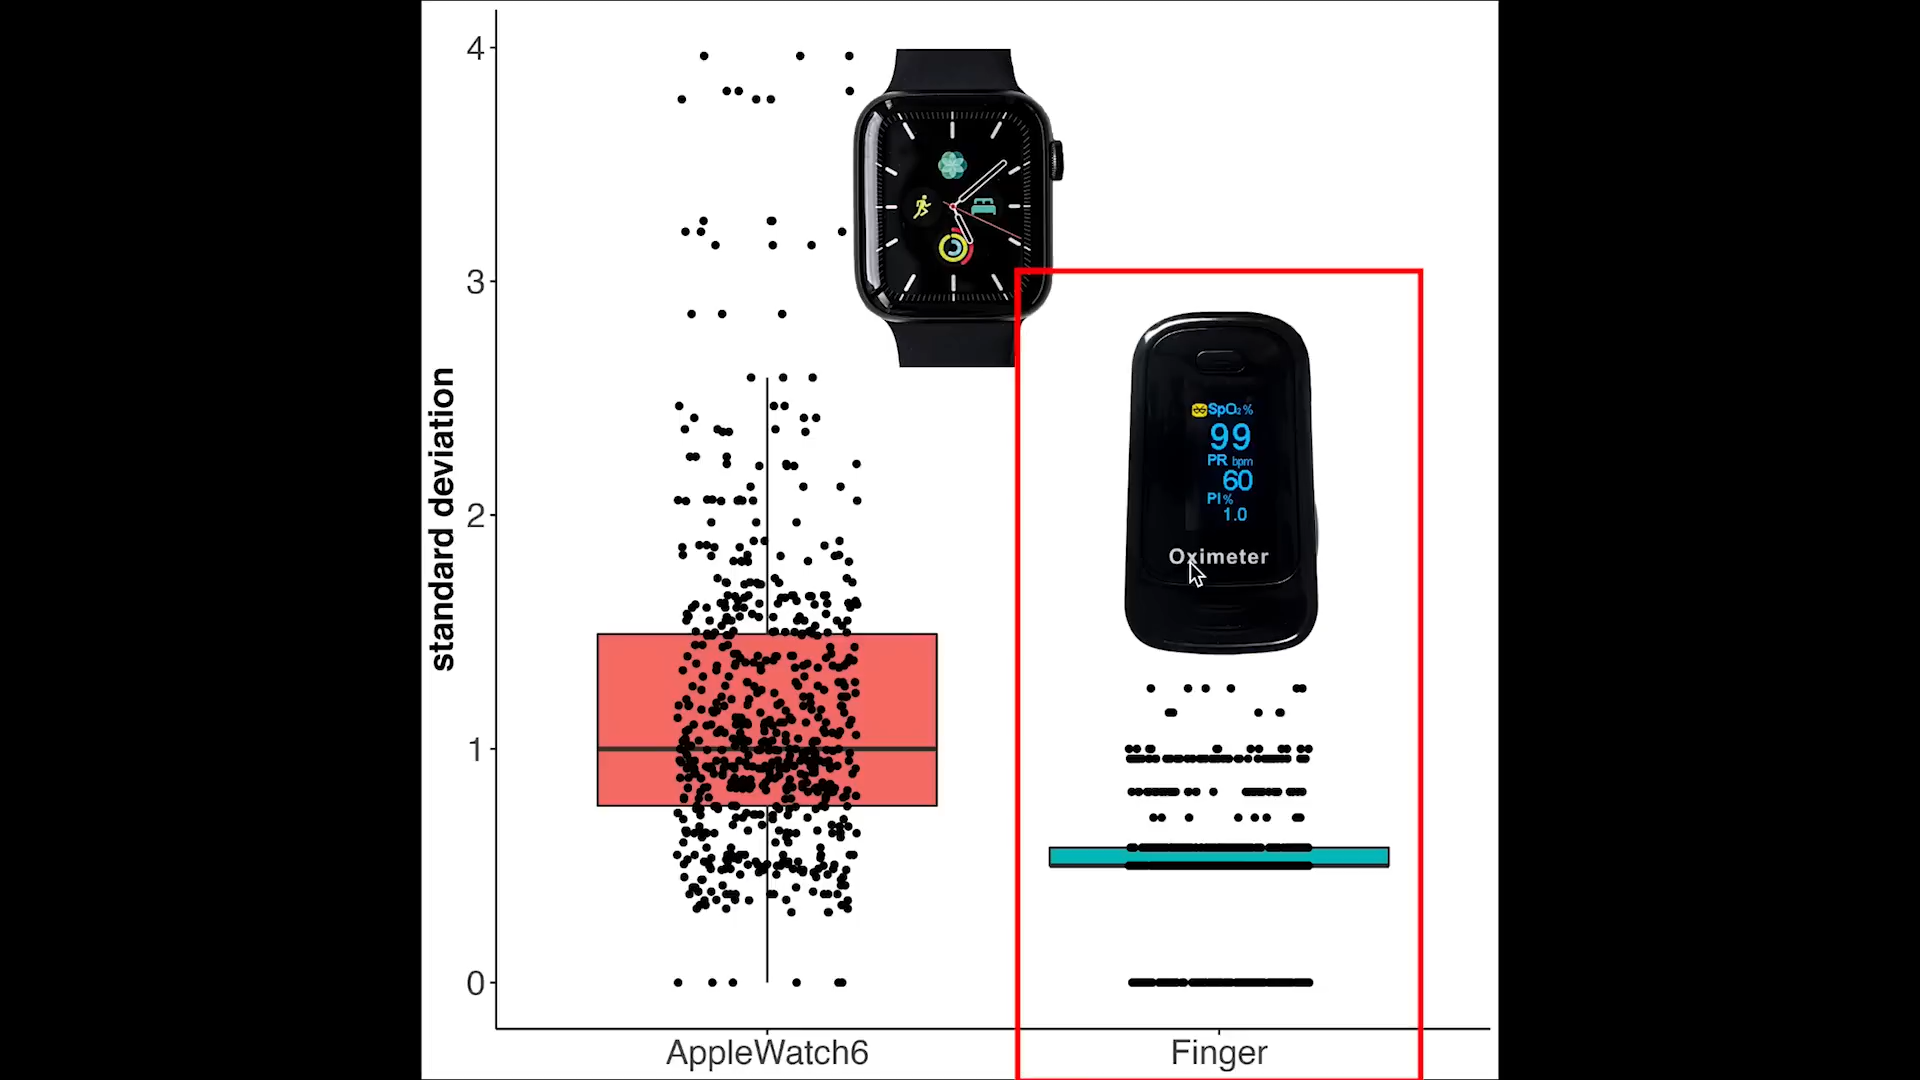 4
3
2
1
0
standard deviation
SpO₂%
99
PR bpm
60
PI%
1.0
Oximeter
AppleWatch6
Finger